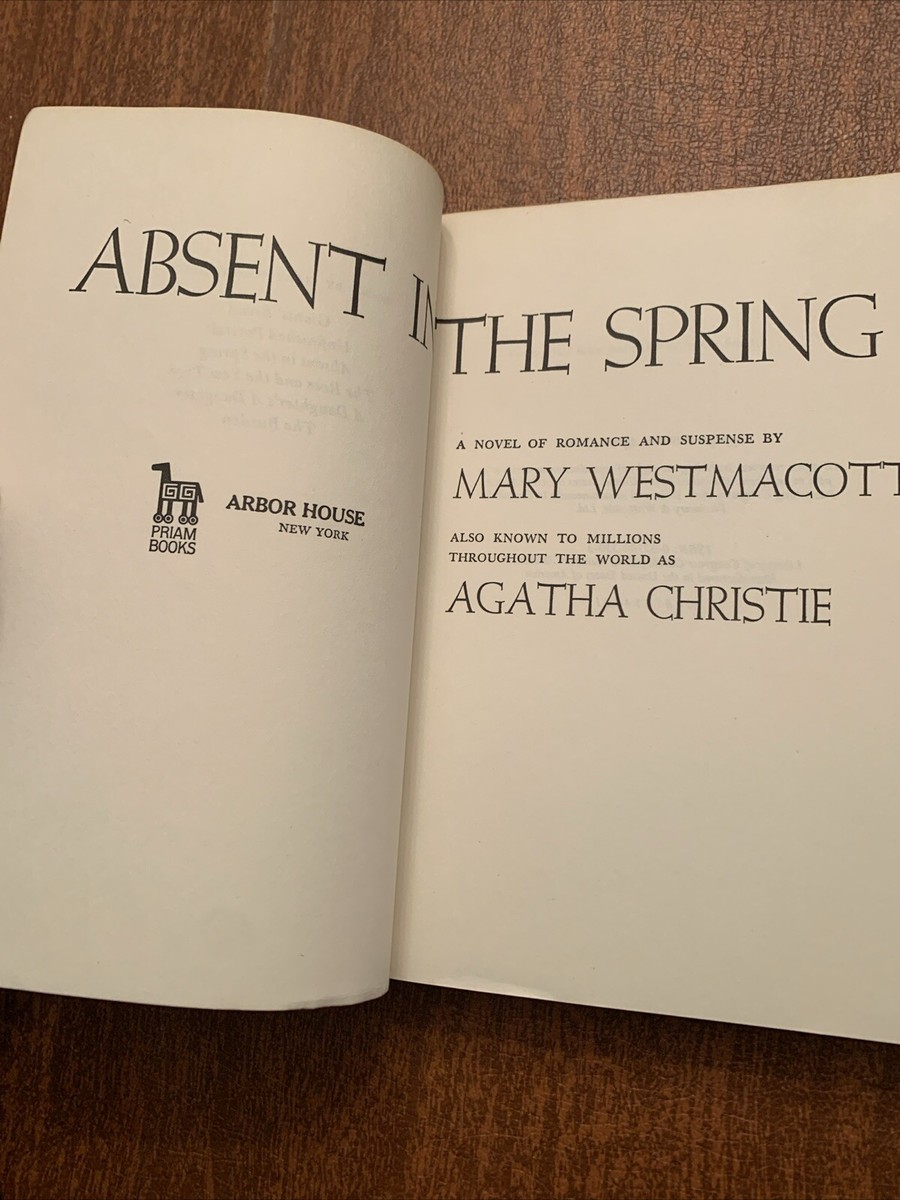 ABSENT IN THE SPRING
PRIAM
BOOKS
ARBOR HOUSE
NEW YORK
A NOVEL OF ROMANCE AND SUSPENSE BY
MARY WESTMACOTT
ALSO KNOWN TO MILLIONS
THROUGHOUT THE WORLD AS
AGATHA CHRISTIE